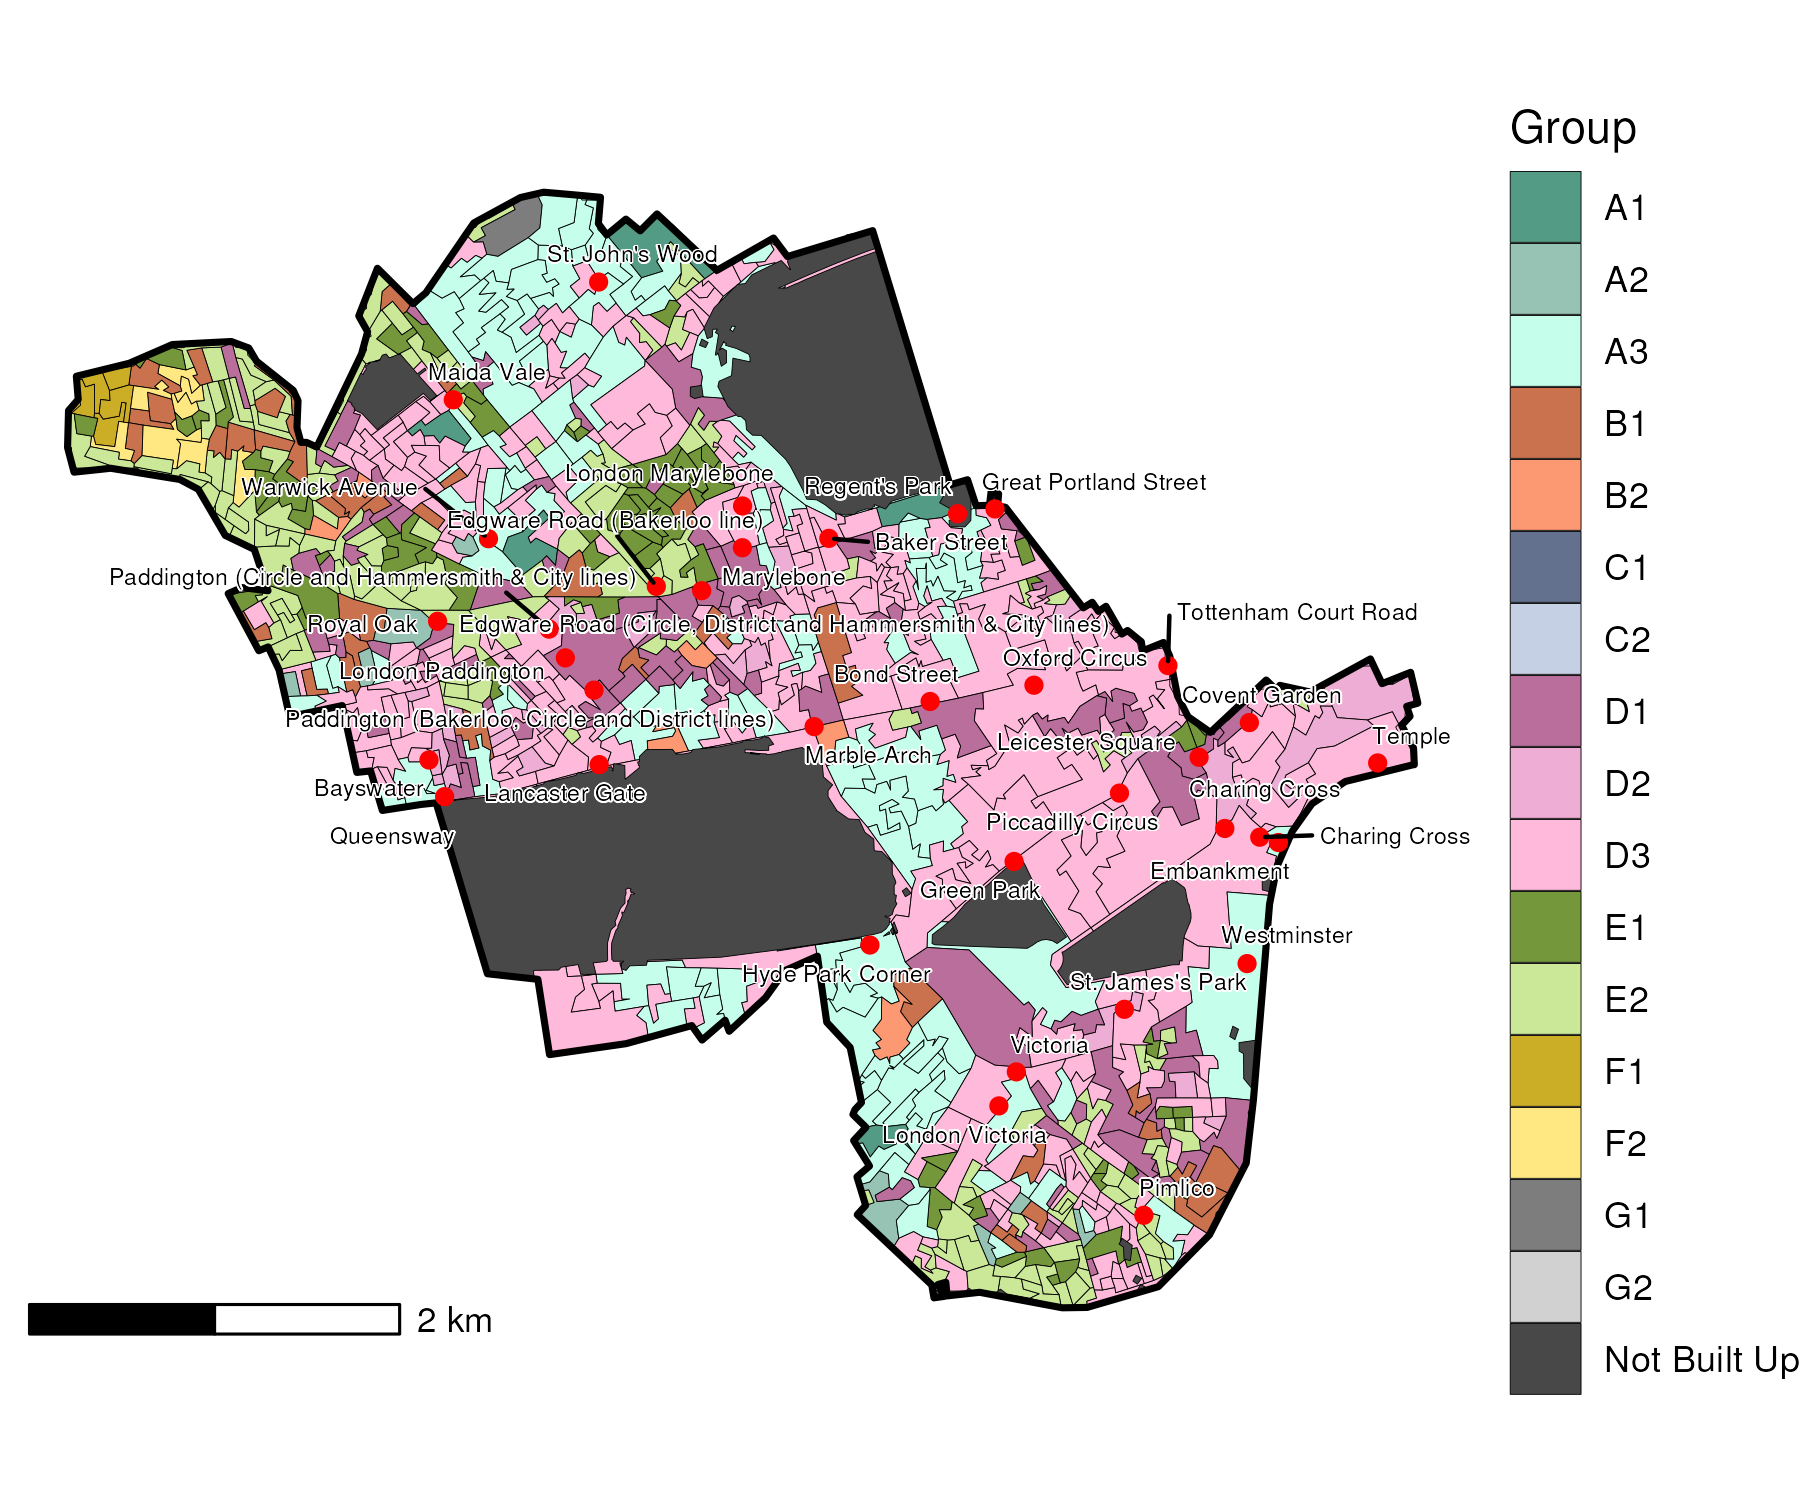 Group
A1
A2
A3
B1
B2
C1
C2
D1
D2
D3
E1
E2
F1
F2
G1
G2
Not Built Up
St. John's Wood
Maida Vale
London Marylebone
Warwick Avenue
Regent's Park
Great Portland Street
Edgware Road (Bakerloo line)
Baker Street
Paddington (Circle and Hammersmith & City lines)
Marylebone
Tottenham Court Road
Royal Oak
Edgware Road (Circle, District and Hammersmith & City lines)
London Paddington
Bond Street
Oxford Circus
Covent Garden
Paddington (Bakerloo, Circle and District lines)
Marble Arch
Leicester Square
Temple
Bayswater
Lancaster Gate
Charing Cross
Queensway
Piccadilly Circus
Charing Cross
Embankment
Green Park
Westminster
Hyde Park Corner
St. James's Park
Victoria
London Victoria
Pimlico
2 km